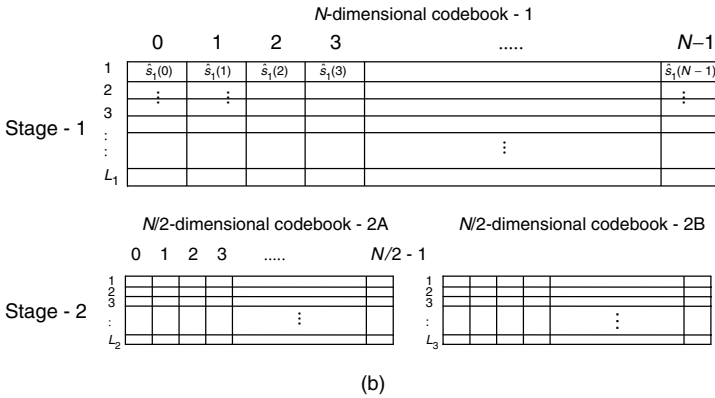 N-dimensional codebook - 1
0 1 2 3 ..... N–1
1 ŝ₁(0) ŝ₁(1) ŝ₁(2) ŝ₁(3) ŝ₁(N – 1)
2 ⋮ ⋮ ⋮
3
Stage - 1
:
: ⋮
L₁
N/2-dimensional codebook - 2A N/2-dimensional codebook - 2B
0 1 2 3 ..... N/2 - 1
1 1
2 2
3 3
Stage - 2
: ⋮ : ⋮
L₂ L₃
(b)